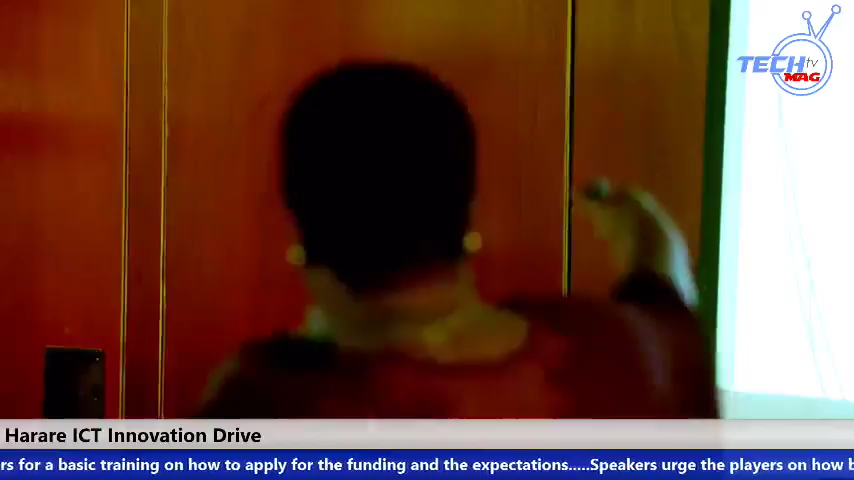 TECH tv
MAG
Harare ICT Innovation Drive
rs for a basic training on how to apply for the funding and the expectations.....Speakers urge the players on how b